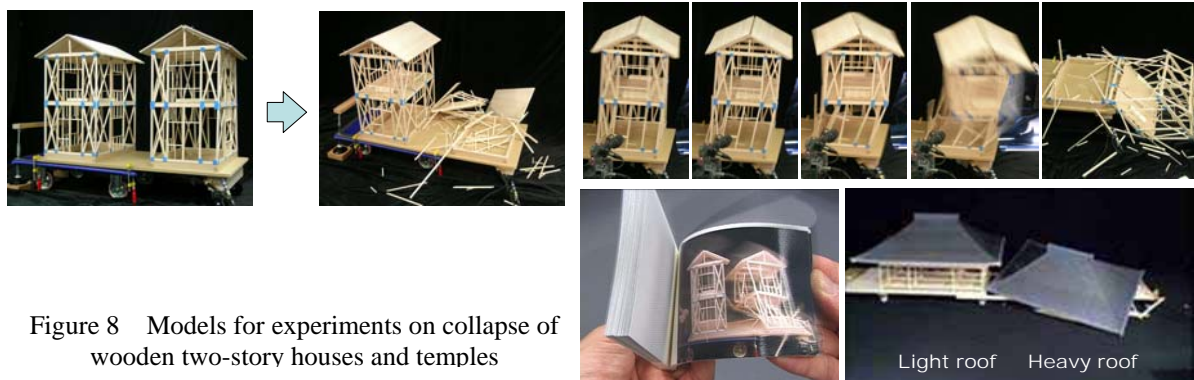 Figure 8 Models for experiments on collapse of
wooden two-story houses and temples
Light roof Heavy roof